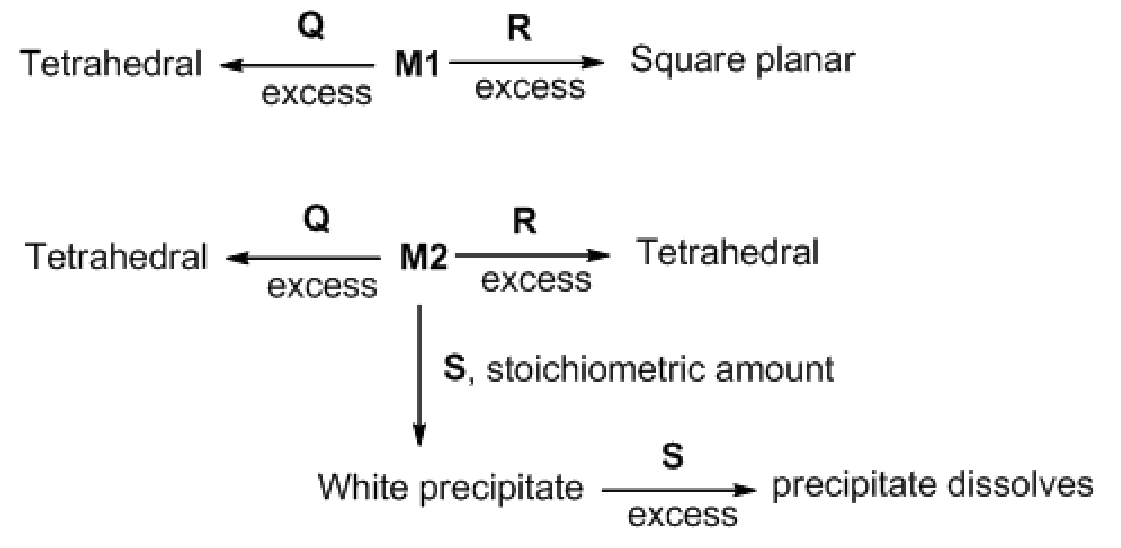 Q R
Tetrahedral M1 Square planar
excess excess
Q R
Tetrahedral M2 Tetrahedral
excess excess
S, stoichiometric amount
S
White precipitate precipitate dissolves
excess